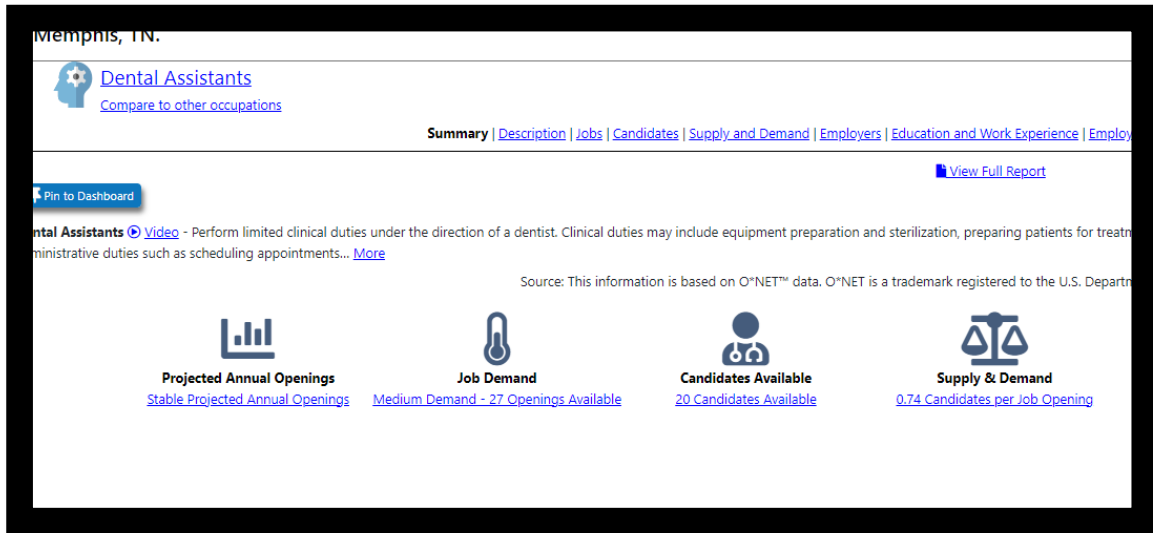 Memphis, TN.
Dental Assistants
Compare to other occupations
Summary | Description | Jobs | Candidates | Supply and Demand | Employers | Education and Work Experience | Employ
View Full Report
Pin to Dashboard
ntal Assistants Video - Perform limited clinical duties under the direction of a dentist. Clinical duties may include equipment preparation and sterilization, preparing patients for treatn
ministrative duties such as scheduling appointments... More
Source: This information is based on O*NET™ data. O*NET is a trademark registered to the U.S. Departn
Projected Annual Openings Job Demand Candidates Available Supply & Demand
Stable Projected Annual Openings Medium Demand - 27 Openings Available 20 Candidates Available 0.74 Candidates per Job Opening